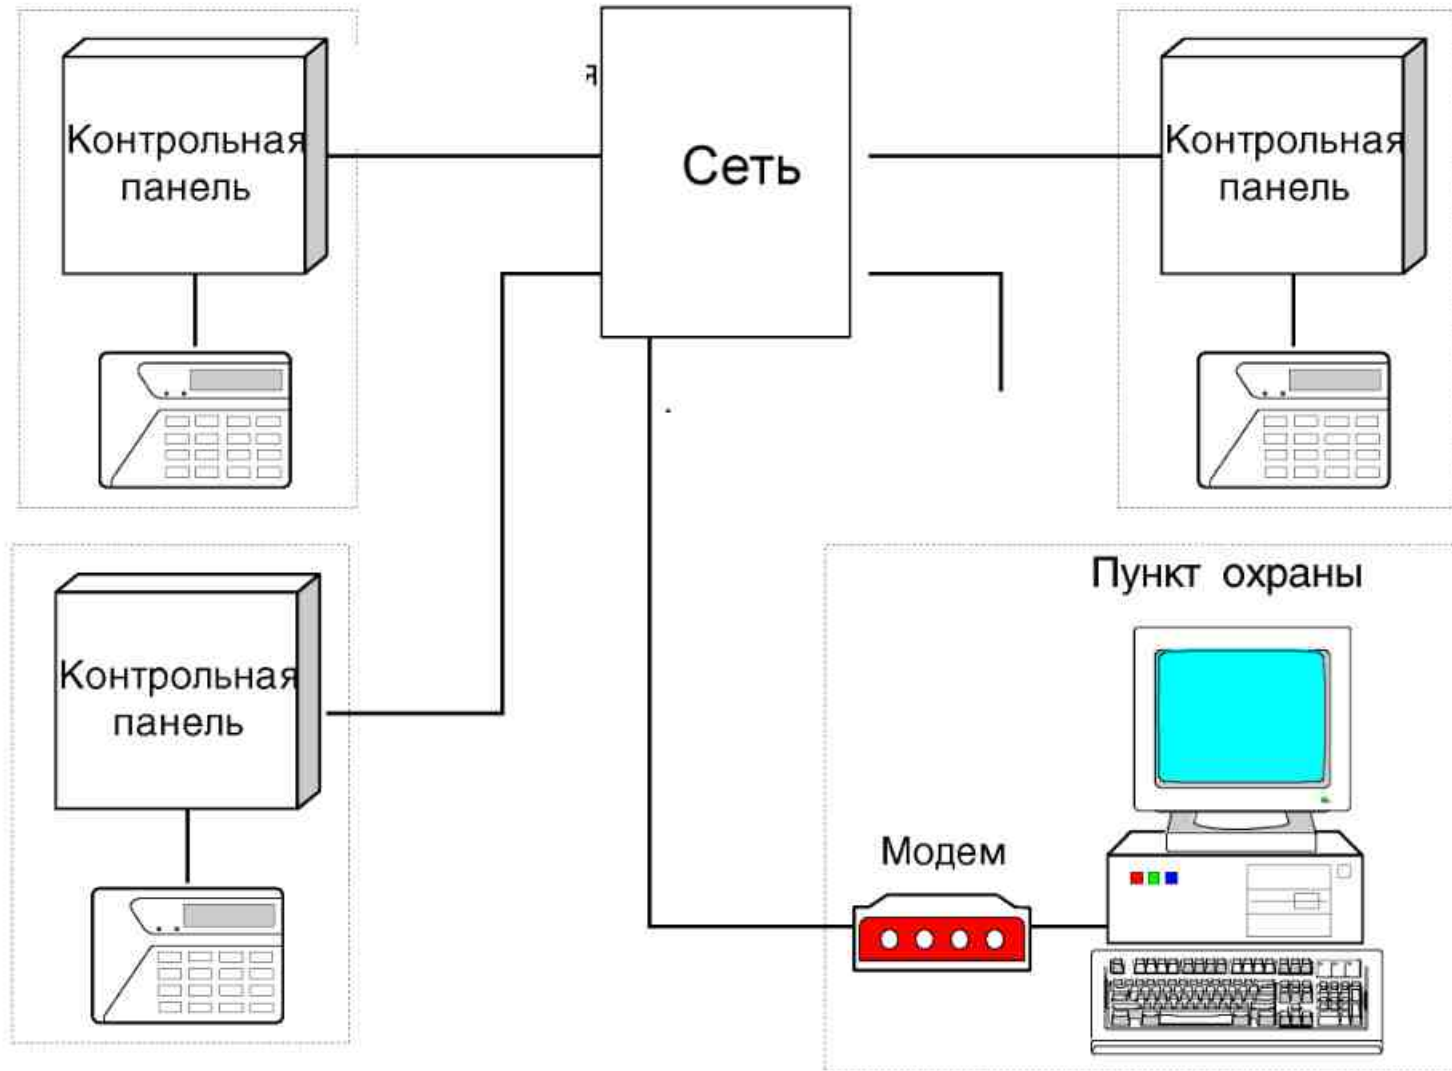 Контрольная
панель
Сеть
Контрольная
панель
Контрольная
панель
Пункт охраны
Модем